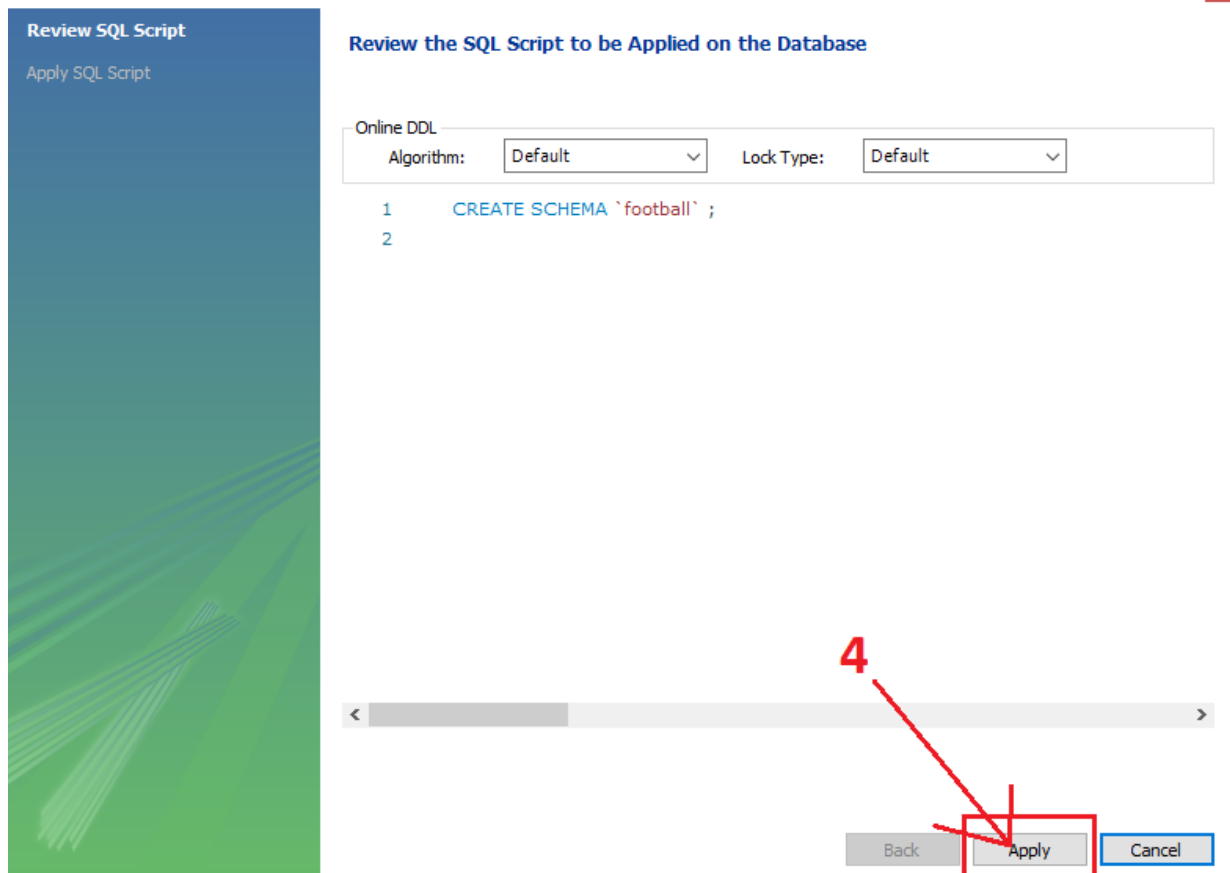 Review SQL Script
Apply SQL Script
Review the SQL Script to be Applied on the Database
Online DDL
Algorithm: Default Lock Type: Default
1 CREATE SCHEMA `football` ;
2
4
Back Apply Cancel